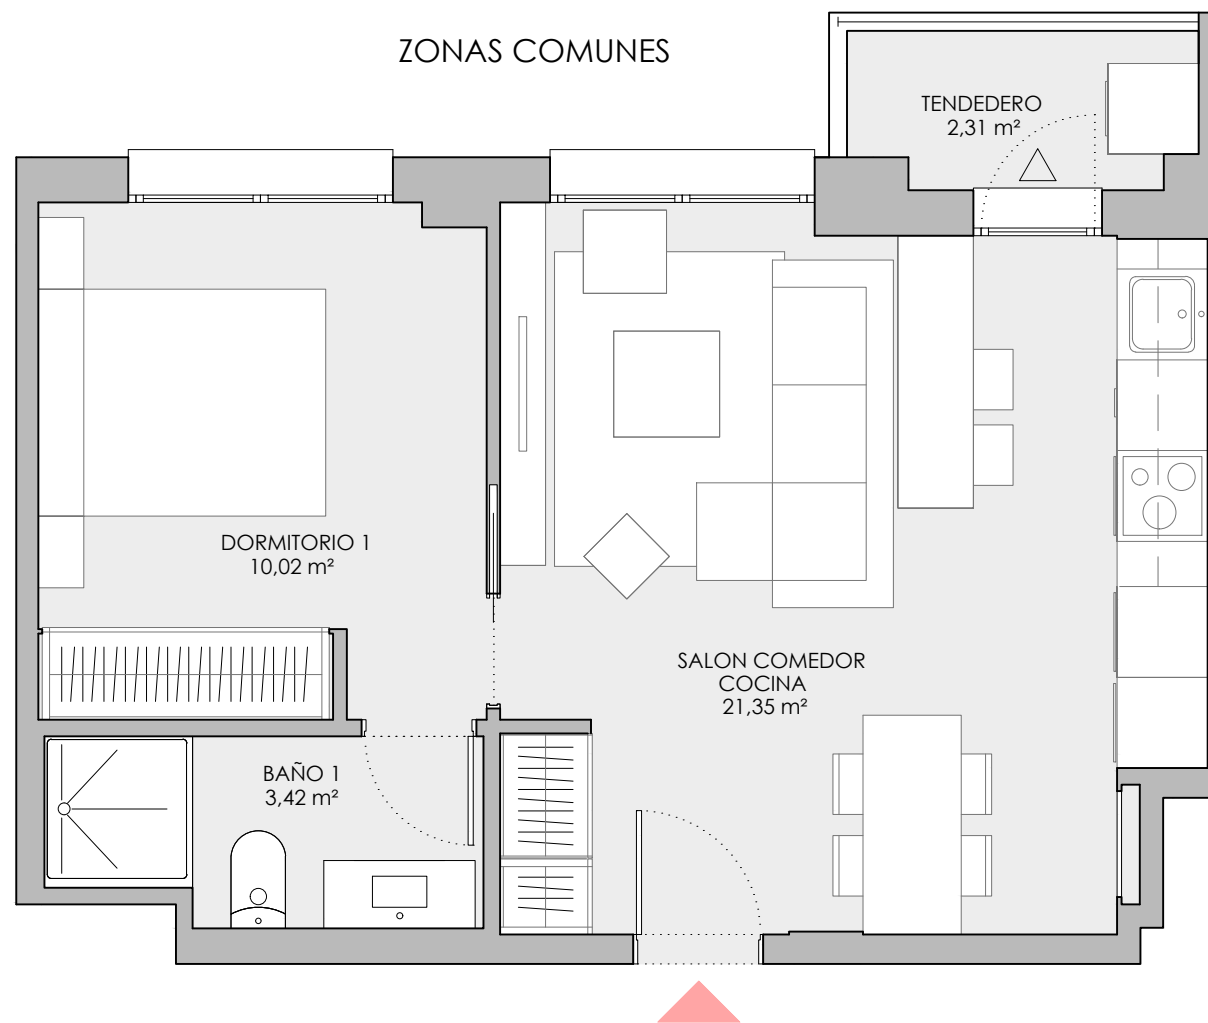 ZONAS COMUNES
TENDEDERO
2,31 m²
DORMITORIO 1
10,02 m²
SALON COMEDOR
COCINA
21,35 m²
BAÑO 1
3,42 m²